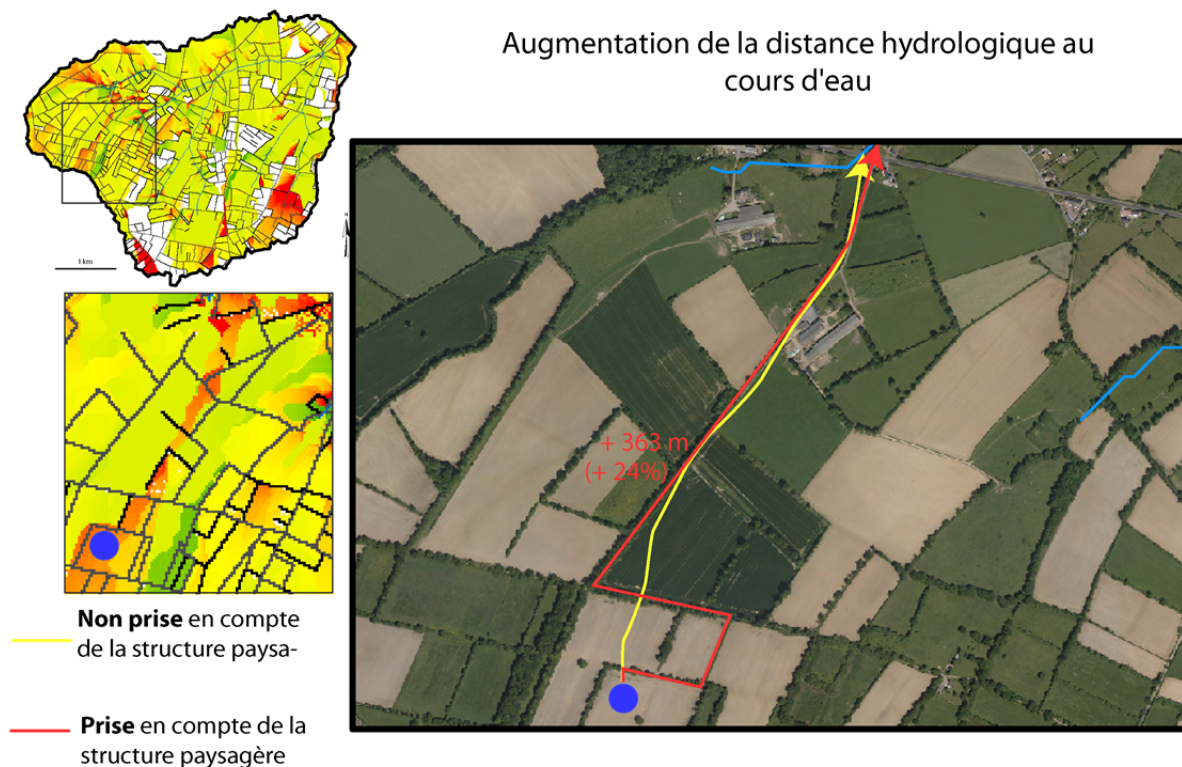 Augmentation de la distance hydrologique au
cours d'eau
1 km
+ 363 m
(+ 24%)
Non prise en compte
de la structure paysa-
Prise en compte de la
structure paysagère